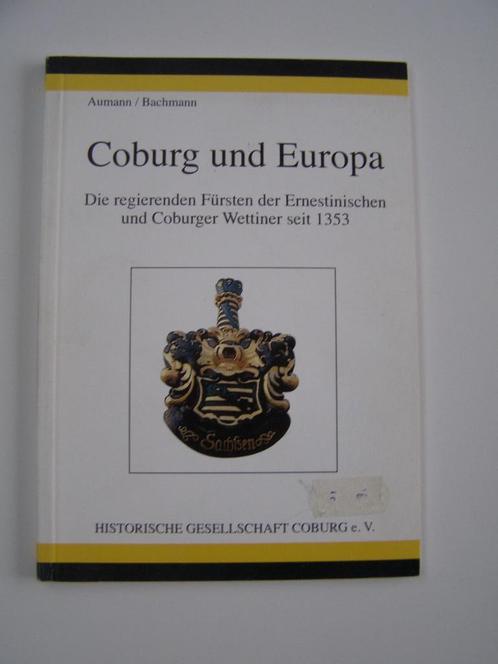 Aumann / Bachmann
Coburg und Europa
Die regierenden Fürsten der Ernestinischen
und Coburger Wettiner seit 1353
Sachsen
HISTORISCHE GESELLSCHAFT COBURG e. V.